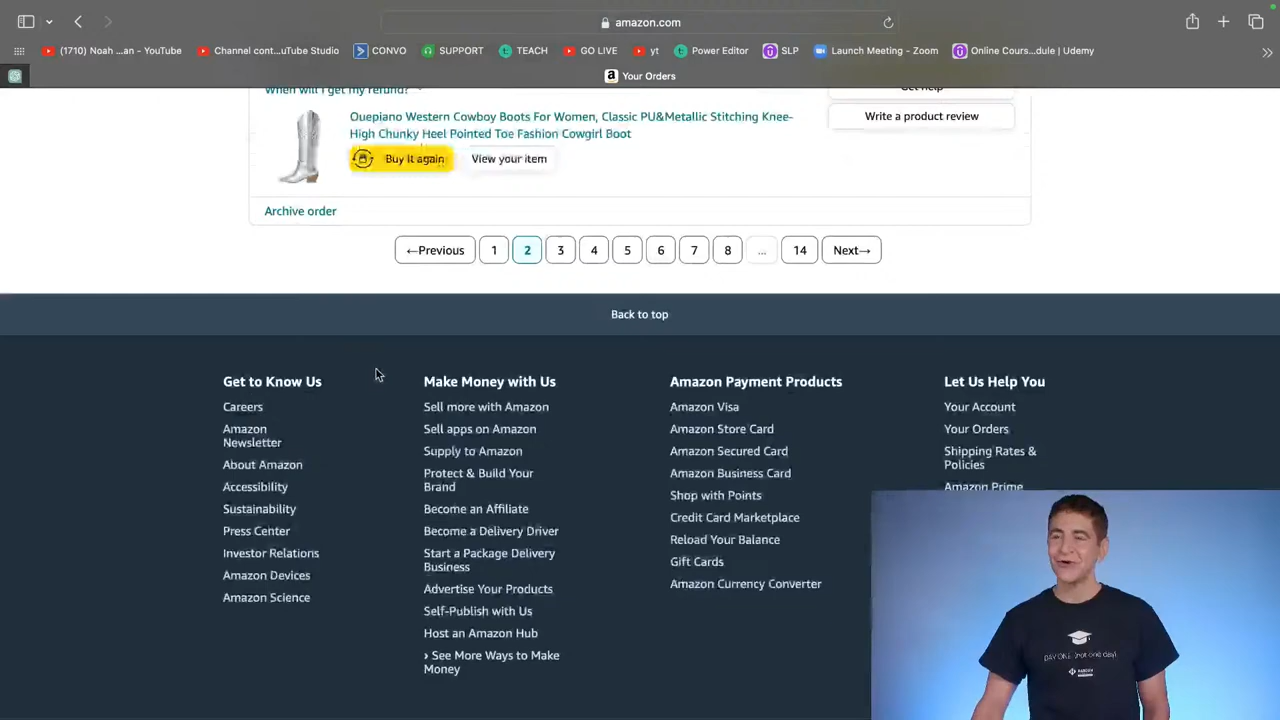 amazon.com
(1710) Noah ...an - YouTube
Channel cont...uTube Studio
CONVO
SUPPORT
TEACH
GO LIVE
yt
Power Editor
SLP
Launch Meeting - Zoom
Online Cours...dule | Udemy
Your Orders
When will I get my refund?
Get help
Ouepiano Western Cowboy Boots For Women, Classic PU&Metallic Stitching Knee-
High Chunky Heel Pointed Toe Fashion Cowgirl Boot
Write a product review
Buy it again
View your item
Archive order
←Previous 1 2 3 4 5 6 7 8 ... 14 Next→
Back to top
Get to Know Us
Careers
Amazon
Newsletter
About Amazon
Accessibility
Sustainability
Press Center
Investor Relations
Amazon Devices
Amazon Science
Make Money with Us
Sell more with Amazon
Sell apps on Amazon
Supply to Amazon
Protect & Build Your
Brand
Become an Affiliate
Become a Delivery Driver
Start a Package Delivery
Business
Advertise Your Products
Self-Publish with Us
Host an Amazon Hub
› See More Ways to Make
Money
Amazon Payment Products
Amazon Visa
Amazon Store Card
Amazon Secured Card
Amazon Business Card
Shop with Points
Credit Card Marketplace
Reload Your Balance
Gift Cards
Amazon Currency Converter
Let Us Help You
Your Account
Your Orders
Shipping Rates &
Policies
Amazon Prime
DAY ONE. (not one day.)